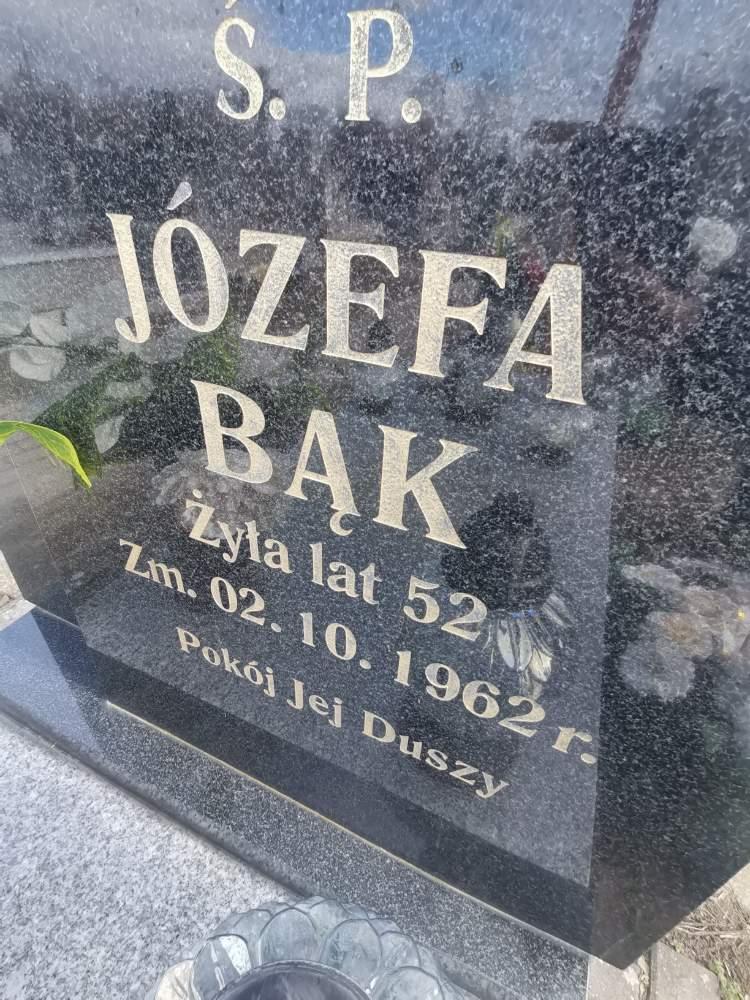 Ś. P.
JÓZEFA
BĄK
Żyła lat 52
Zm. 02. 10. 1962 r.
Pokój Jej Duszy